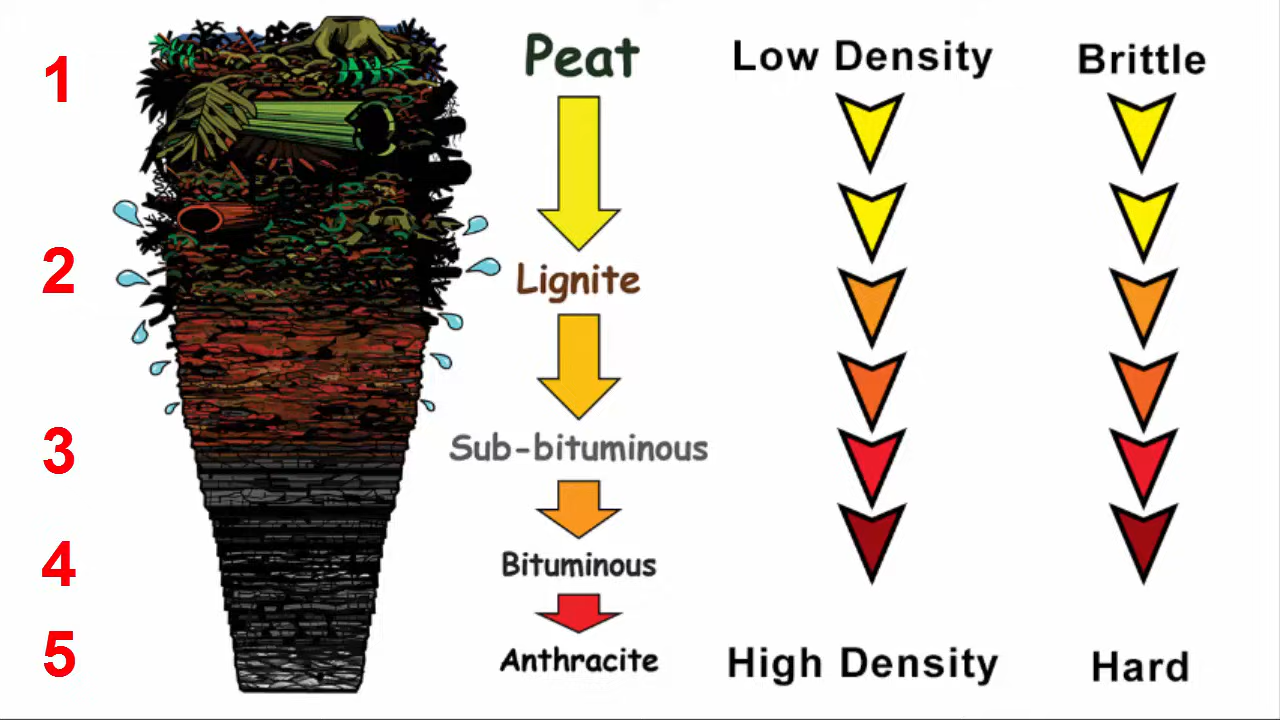 1
Peat
Low Density
Brittle
2
Lignite
3
Sub-bituminous
4
Bituminous
5
Anthracite
High Density
Hard